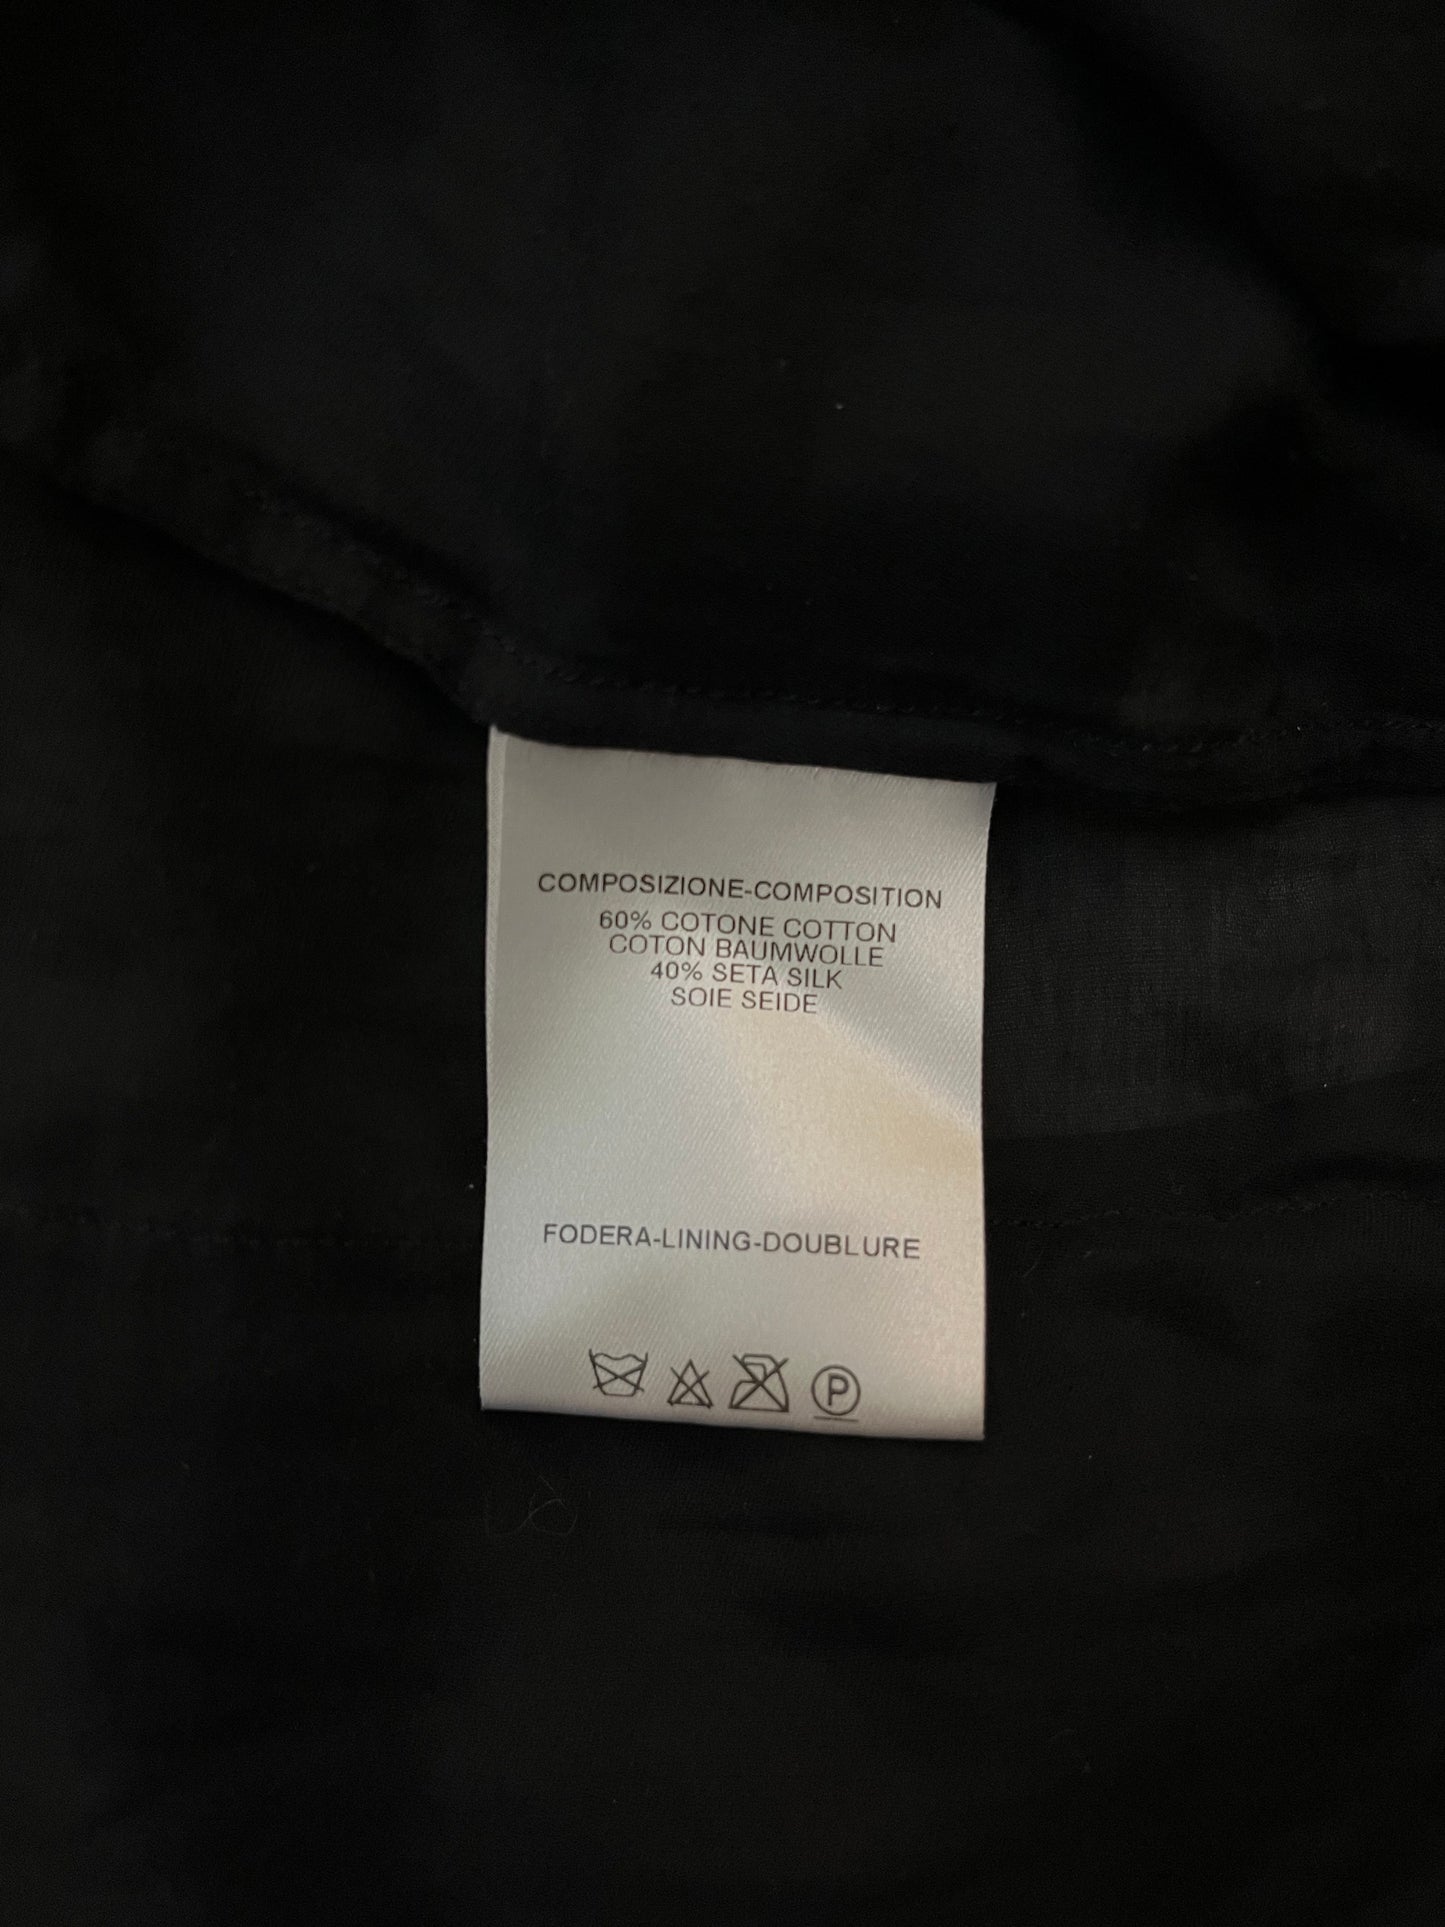 COMPOSIZIONE-COMPOSITION
60% COTONE COTTON
COTON BAUMWOLLE
40% SETA SILK
SOIE SEIDE
FODERA-LINING-DOUBLURE
P